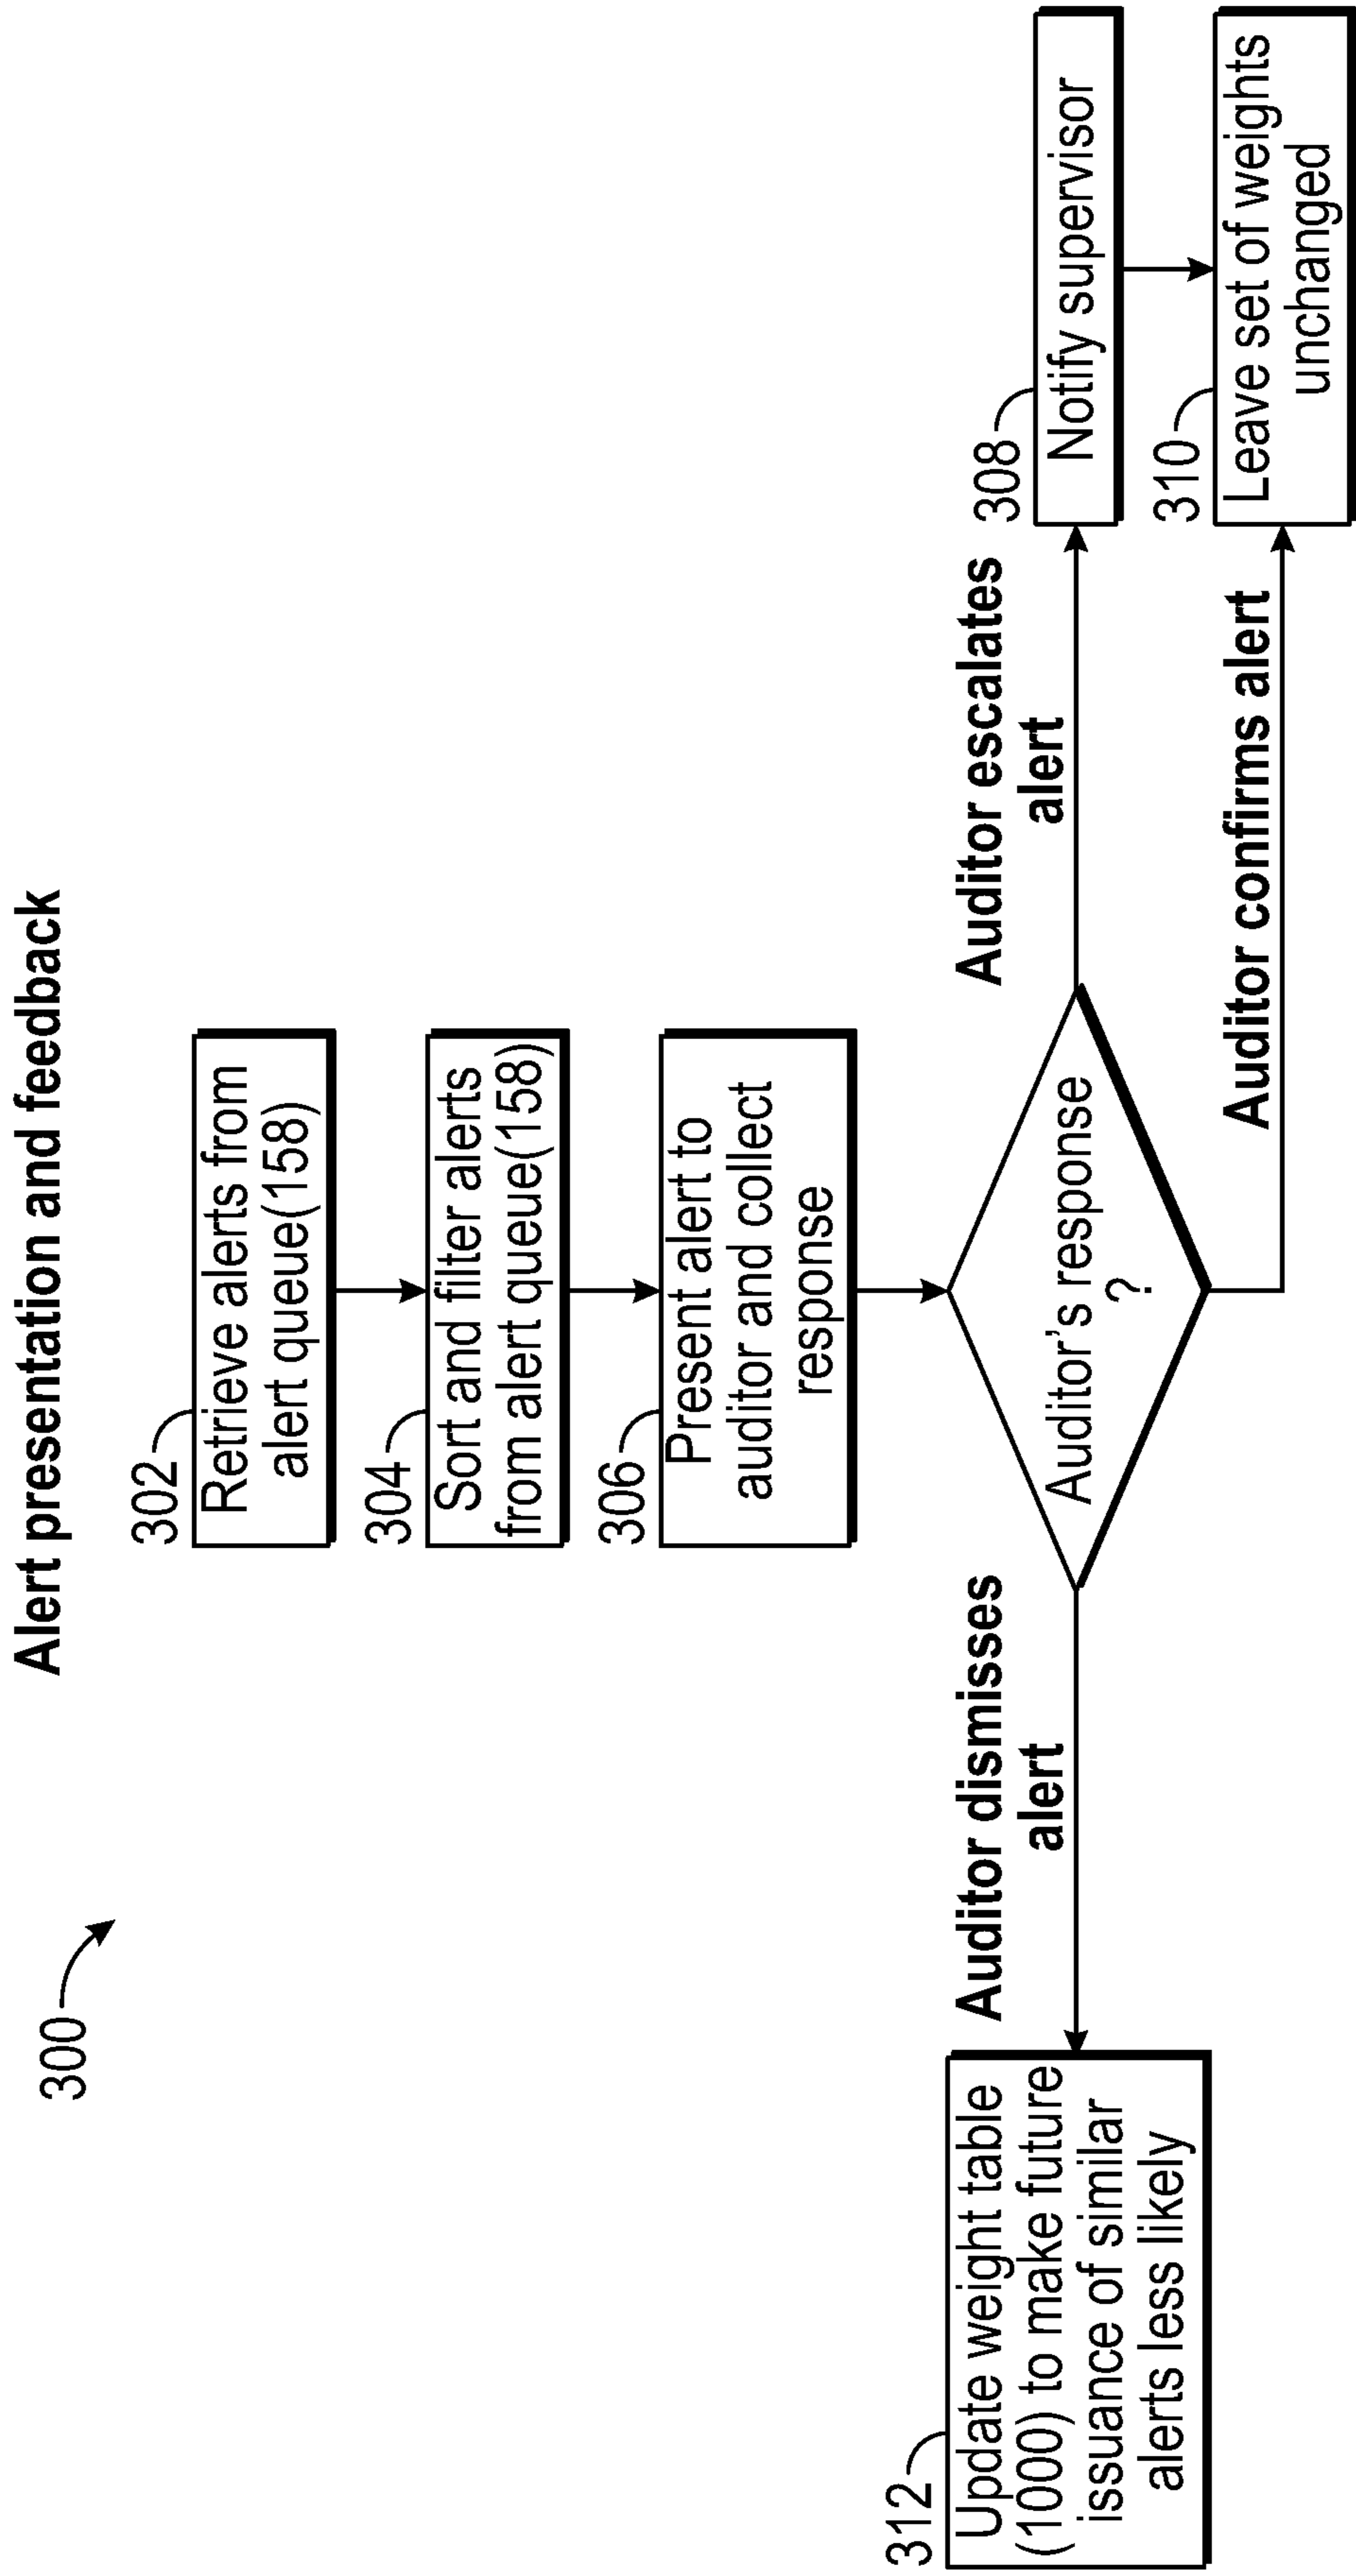 Alert presentation and feedback
300
302
Retrieve alerts from
alert queue(158)
304
Sort and filter alerts
from alert queue(158)
306
Present alert to
auditor and collect
response
Auditor's response
?
Auditor dismisses
alert
312
Update weight table
(1000) to make future
issuance of similar
alerts less likely
Auditor escalates
alert
308
Notify supervisor
Auditor confirms alert
310
Leave set of weights
unchanged